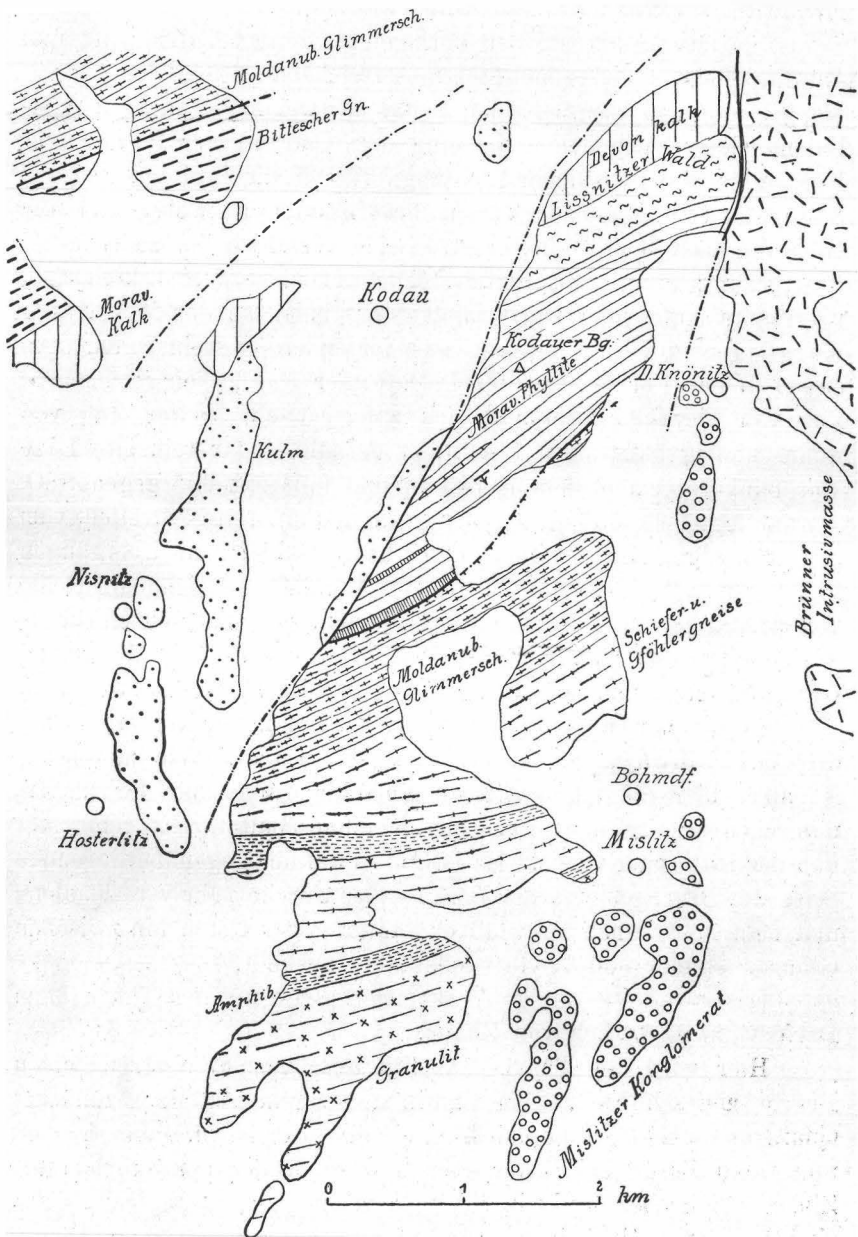 Moldanub. Glimmersch.
Bittescher Gn.
Devon kalk
Lissnitzer Wald
Morav.
Kalk
Kodau
Kodauer Bg.
Morav. Phyllite
D. Knönitz
Kulm
Nispitz
Brünner
Intrusivmasse
Schiefer u.
Gföhlergneise
Moldanub.
Glimmersch.
Böhmdf.
Hosterlitz
Mislitz
Amphib.
Granulit
Mislitzer Konglomerat
0 1 2 km